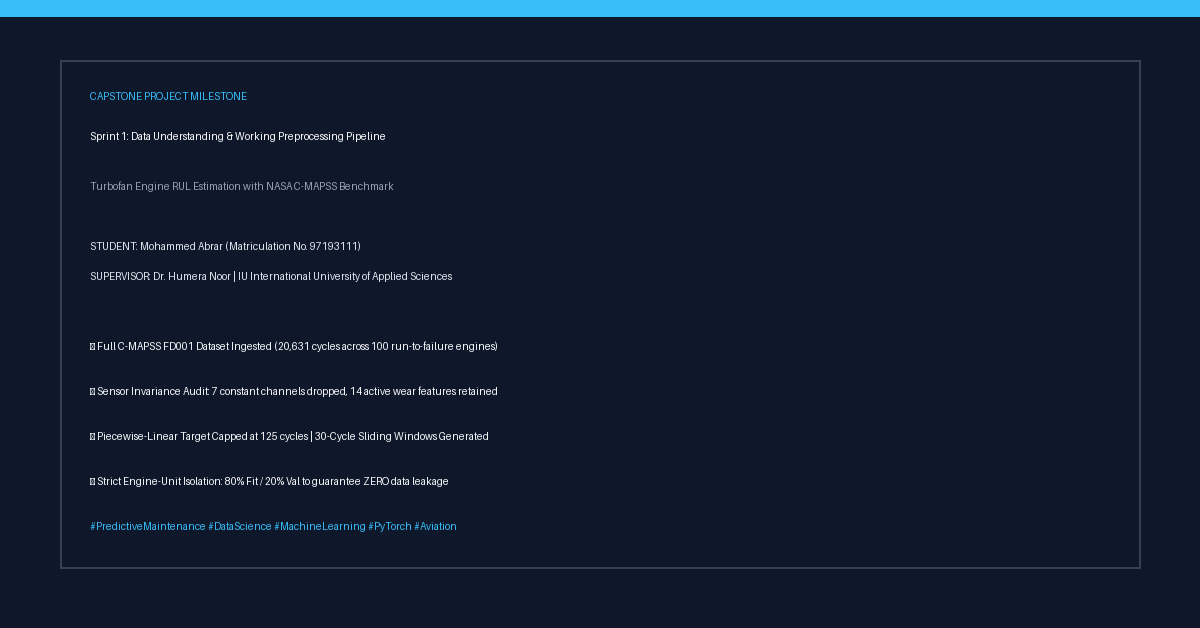 CAPSTONE PROJECT MILESTONE
Sprint 1: Data Understanding & Working Preprocessing Pipeline
Turbofan Engine RUL Estimation with NASA C-MAPSS Benchmark
STUDENT: Mohammed Abrar (Matriculation No. 97193111)
SUPERVISOR: Dr. Humera Noor | IU International University of Applied Sciences
Full C-MAPSS FD001 Dataset Ingested (20,631 cycles across 100 run-to-failure engines)
Sensor Invariance Audit: 7 constant channels dropped, 14 active wear features retained
Piecewise-Linear Target Capped at 125 cycles | 30-Cycle Sliding Windows Generated
Strict Engine-Unit Isolation: 80% Fit / 20% Val to guarantee ZERO data leakage
#PredictiveMaintenance #DataScience #MachineLearning #PyTorch #Aviation